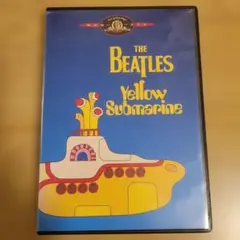 THE
BEATLES
Yellow
Submarine